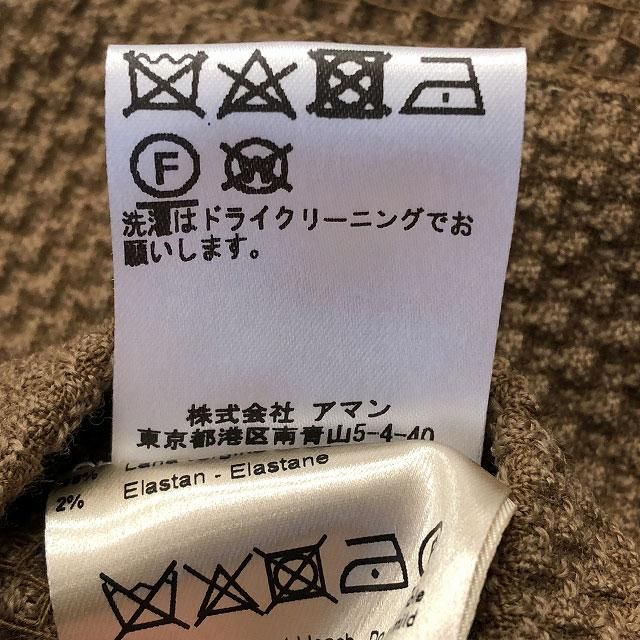 F W
洗濯はドライクリーニングでお
願いします。
株式会社 アマン
東京都港区南青山5-4-40
2% Elastan - Elastane